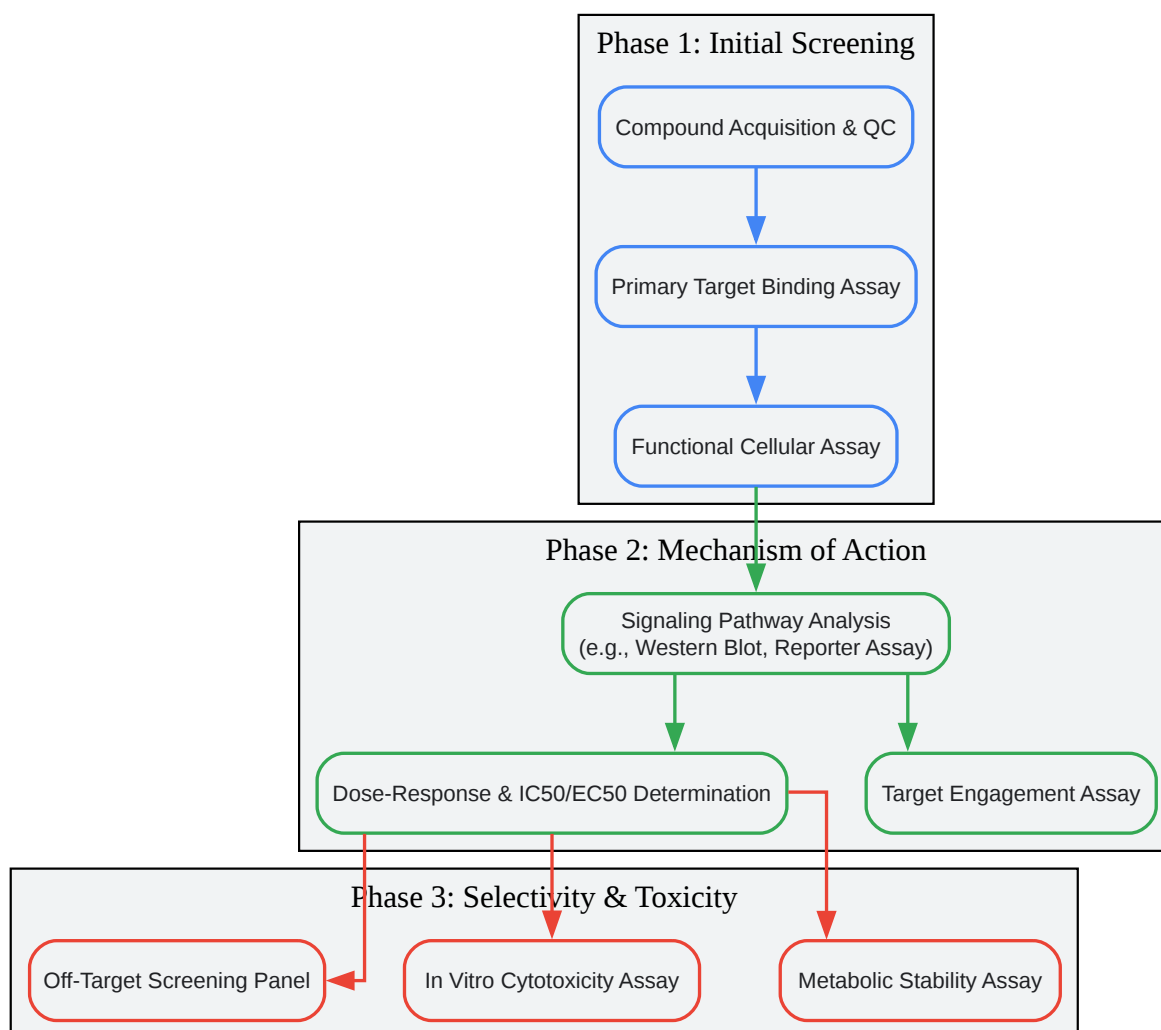 Phase 1: Initial Screening
Compound Acquisition & QC
Primary Target Binding Assay
Functional Cellular Assay
Phase 2: Mechanism of Action
Signaling Pathway Analysis
(e.g., Western Blot, Reporter Assay)
Dose-Response & IC50/EC50 Determination
Target Engagement Assay
Phase 3: Selectivity & Toxicity
Off-Target Screening Panel
In Vitro Cytotoxicity Assay
Metabolic Stability Assay